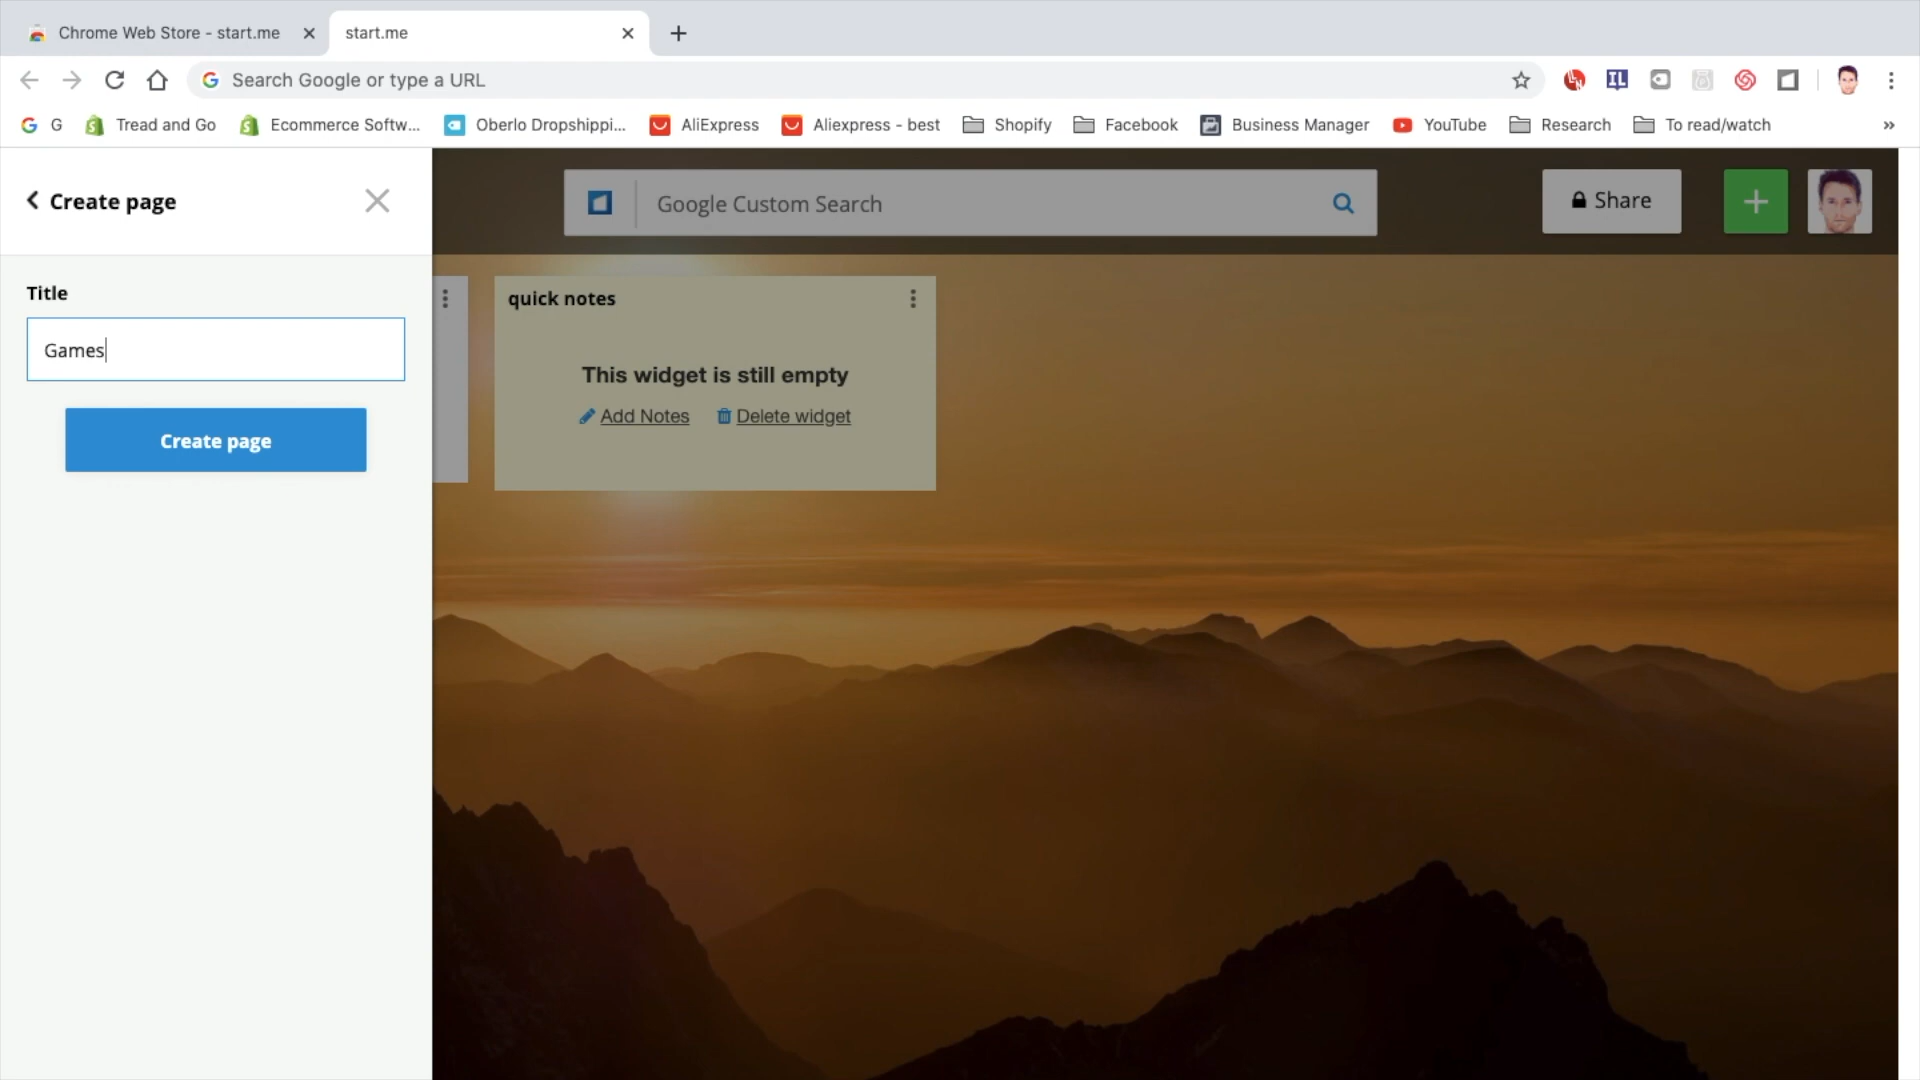 Chrome Web Store - start.me
start.me
Search Google or type a URL
G
Tread and Go
Ecommerce Softw...
Oberlo Dropshippi...
AliExpress
Aliexpress - best
Shopify
Facebook
Business Manager
YouTube
Research
To read/watch
»
Create page
Google Custom Search
Share
Title
Games
Create page
quick notes
This widget is still empty
Add Notes
Delete widget